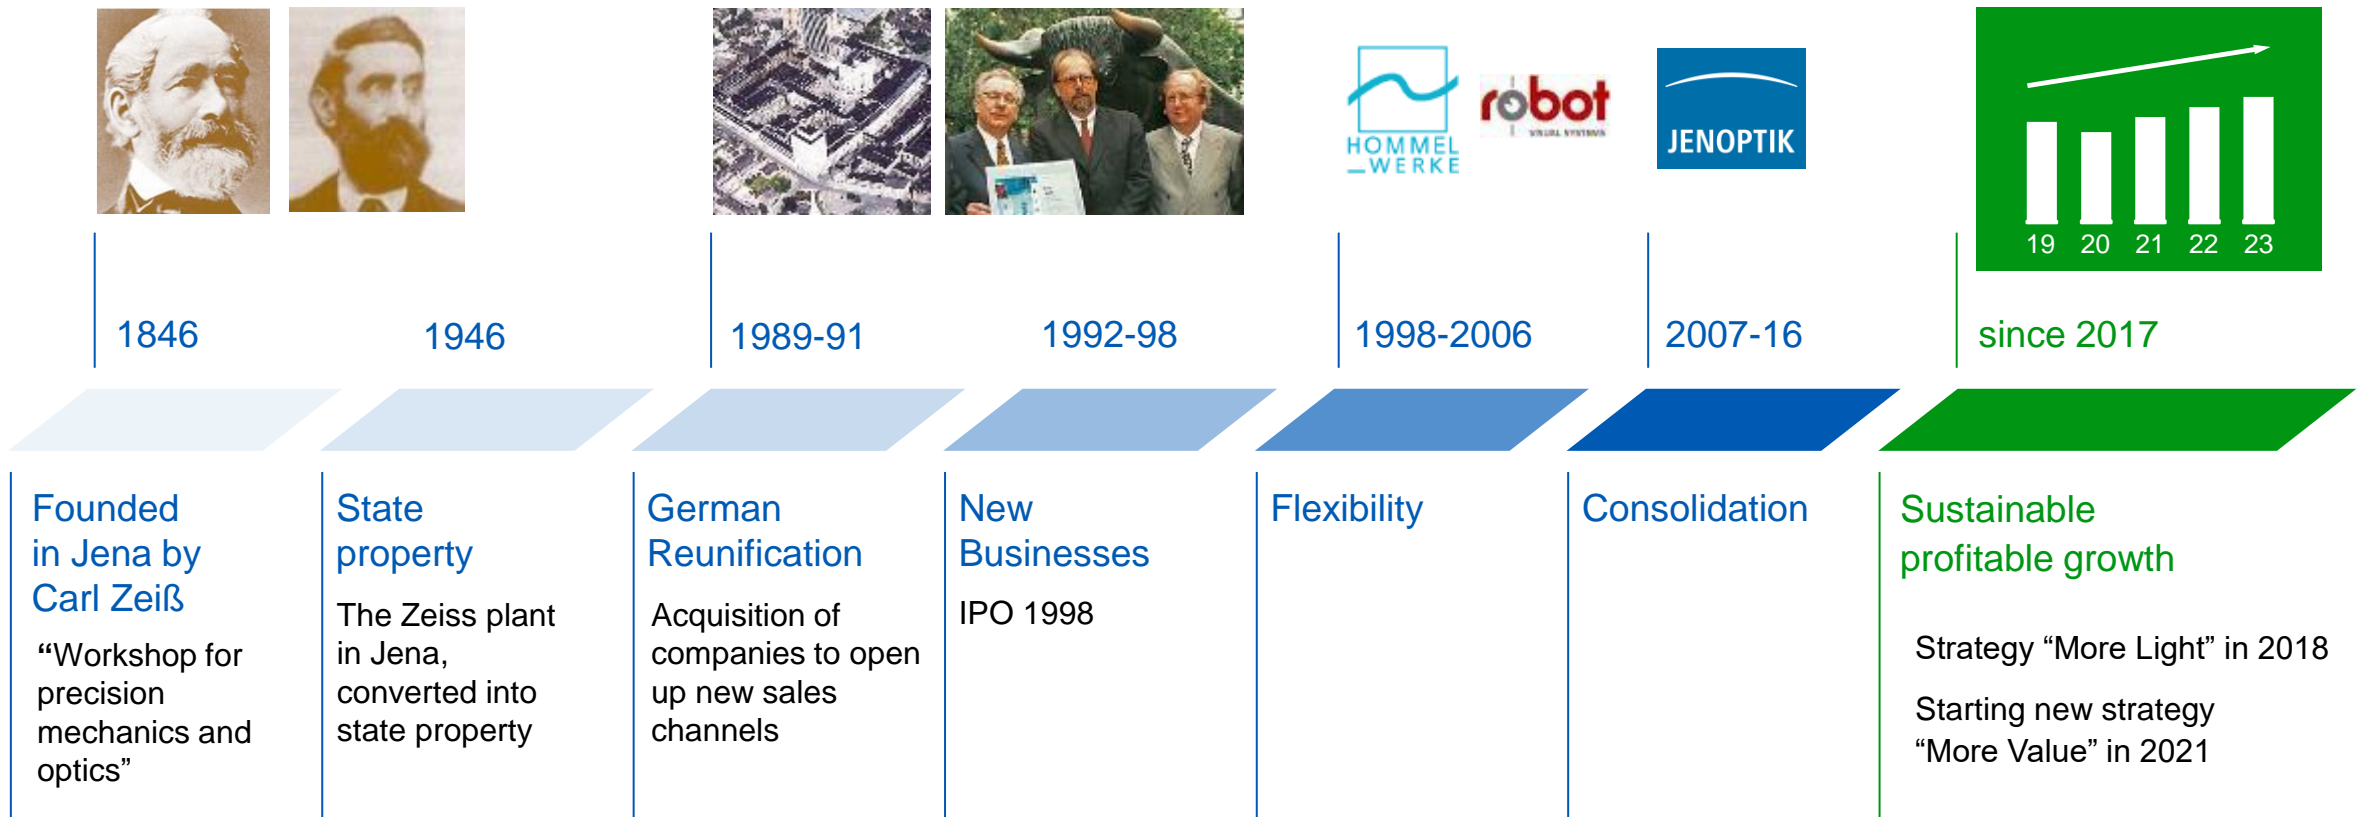 HOMMEL
_WERKE
robot
VISUAL SYSTEMS
JENOPTIK
19 20 21 22 23
1846
1946
1989-91
1992-98
1998-2006
2007-16
since 2017
Founded
in Jena by
Carl Zeiß
“Workshop for
precision
mechanics and
optics”
State
property
The Zeiss plant
in Jena,
converted into
state property
German
Reunification
Acquisition of
companies to open
up new sales
channels
New
Businesses
IPO 1998
Flexibility
Consolidation
Sustainable
profitable growth
Strategy “More Light” in 2018
Starting new strategy
“More Value” in 2021